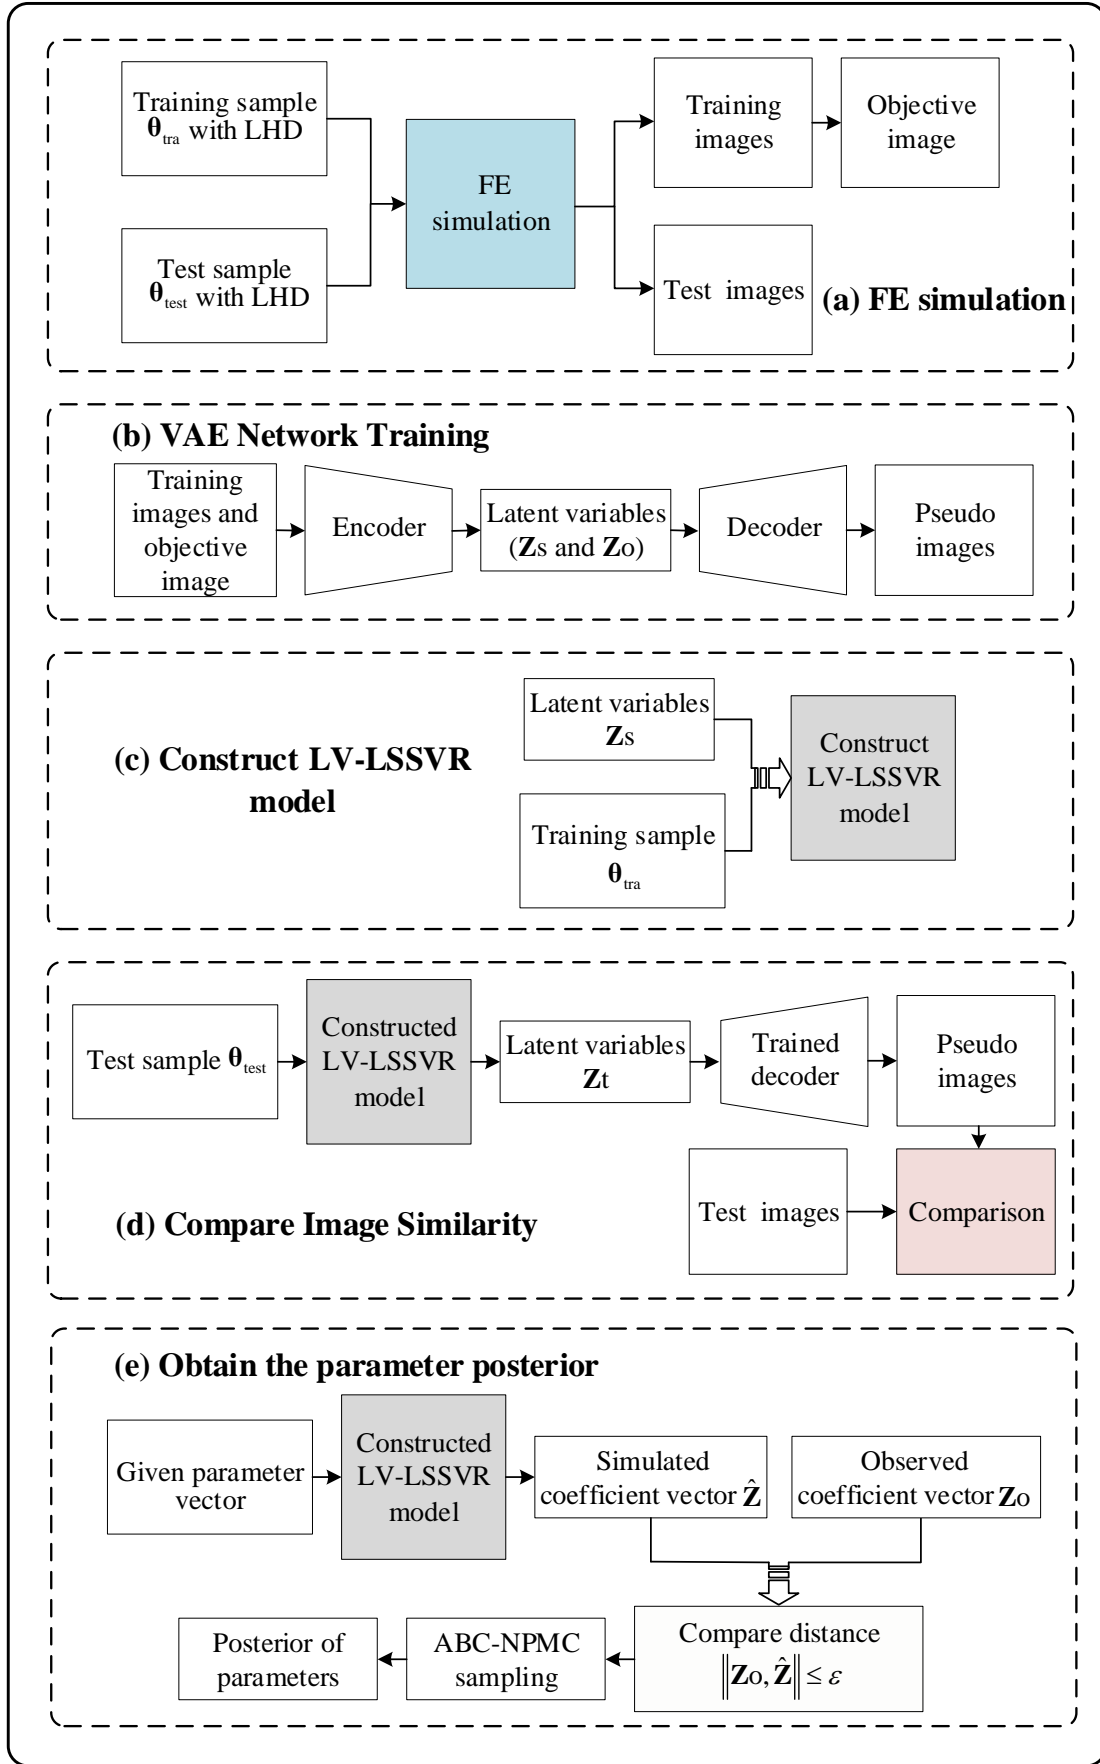 Training sample
θtra with LHD
Test sample
θtest with LHD
FE
simulation
Training
images
Objective
image
Test images
(a) FE simulation
(b) VAE Network Training
Training
images and
objective
image
Encoder
Latent variables
(Zs and Zo)
Decoder
Pseudo
images
(c) Construct LV-LSSVR
model
Latent variables
Zs
Training sample
θtra
Construct
LV-LSSVR
model
Test sample θtest
Constructed
LV-LSSVR
model
Latent variables
Zt
Trained
decoder
Pseudo
images
Test images
Comparison
(d) Compare Image Similarity
(e) Obtain the parameter posterior
Given parameter
vector
Constructed
LV-LSSVR
model
Simulated
coefficient vector Ẑ
Observed
coefficient vector Zo
Compare distance
‖Zo, Ẑ‖ ≤ ε
ABC-NPMC
sampling
Posterior of
parameters